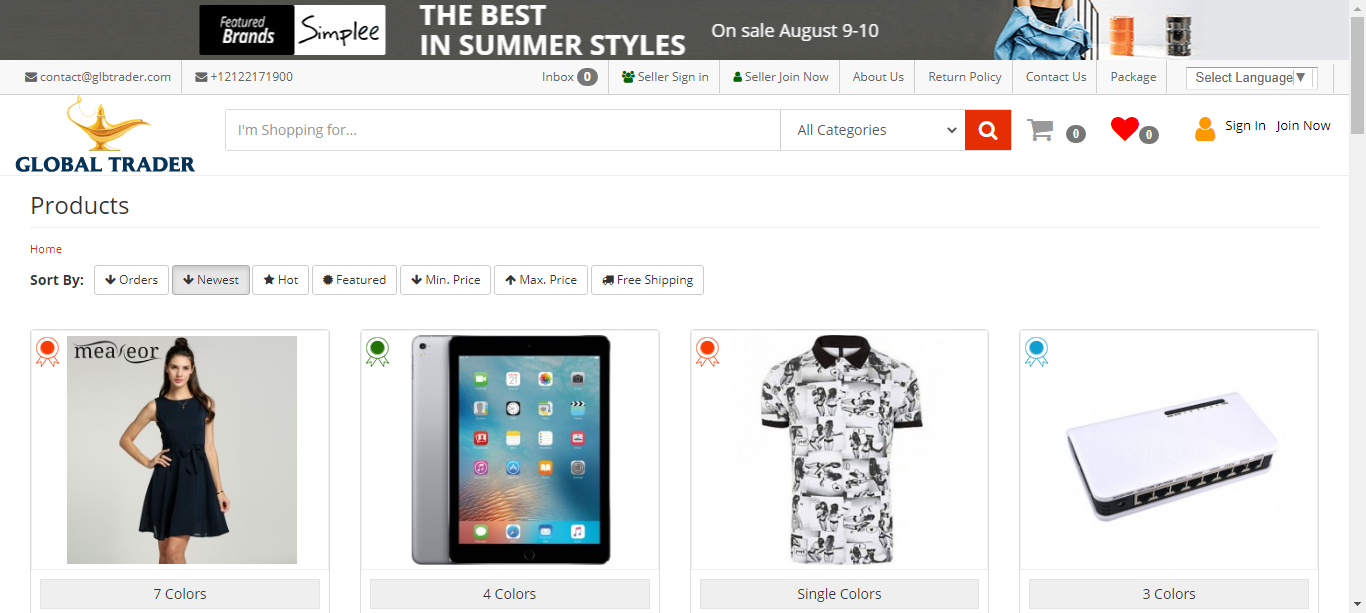 Featured
Brands
Simplee
THE BEST
IN SUMMER STYLES
On sale August 9-10
contact@glbtrader.com
+12122171900
Inbox 0
Seller Sign in
Seller Join Now
About Us
Return Policy
Contact Us
Package
Select Language▼
GLOBAL TRADER
I'm Shopping for...
All Categories
0
0
Sign In
Join Now
Products
Home
Sort By:
Orders
Newest
Hot
Featured
Min. Price
Max. Price
Free Shipping
7 Colors
4 Colors
Single Colors
3 Colors